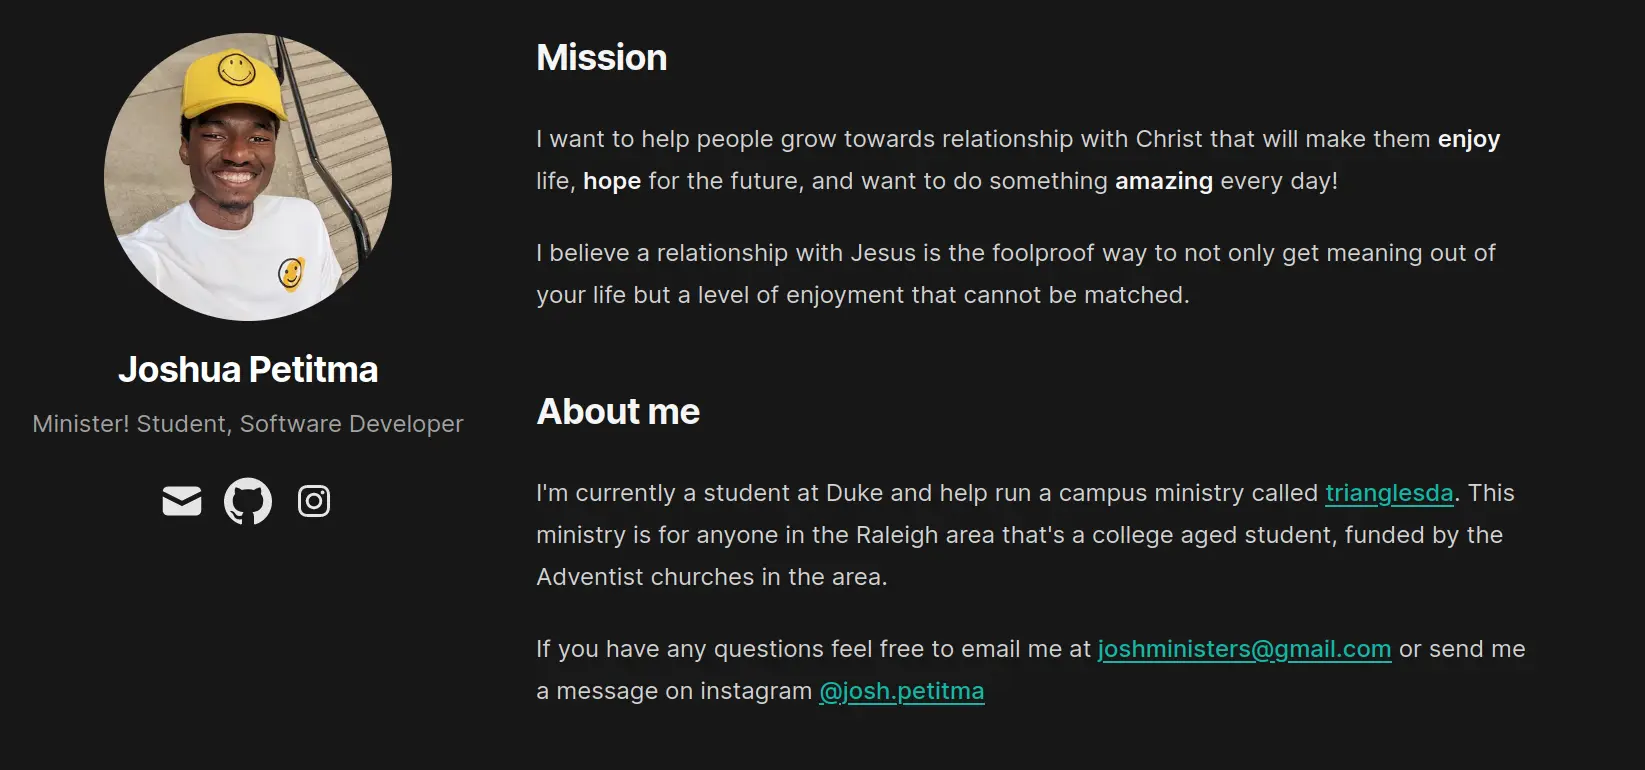 Joshua Petitma
Minister! Student, Software Developer
Mission
I want to help people grow towards relationship with Christ that will make them enjoy
life, hope for the future, and want to do something amazing every day!
I believe a relationship with Jesus is the foolproof way to not only get meaning out of
your life but a level of enjoyment that cannot be matched.
About me
I'm currently a student at Duke and help run a campus ministry called trianglesda. This
ministry is for anyone in the Raleigh area that's a college aged student, funded by the
Adventist churches in the area.
If you have any questions feel free to email me at joshministers@gmail.com or send me
a message on instagram @josh.petitma